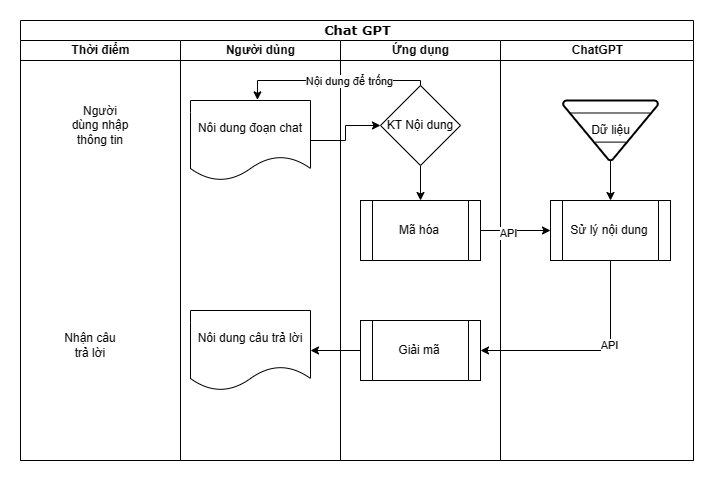 Chat GPT
Thời điểm
Người dùng
Ứng dụng
ChatGPT
Nội dung để trống
Người
dùng nhập
thông tin
Nôi dung đoạn chat
KT Nội dung
Dữ liệu
Mã hóa
API
Sử lý nội dung
Nhận câu
trả lời
Nôi dung câu trả lời
Giải mã
API